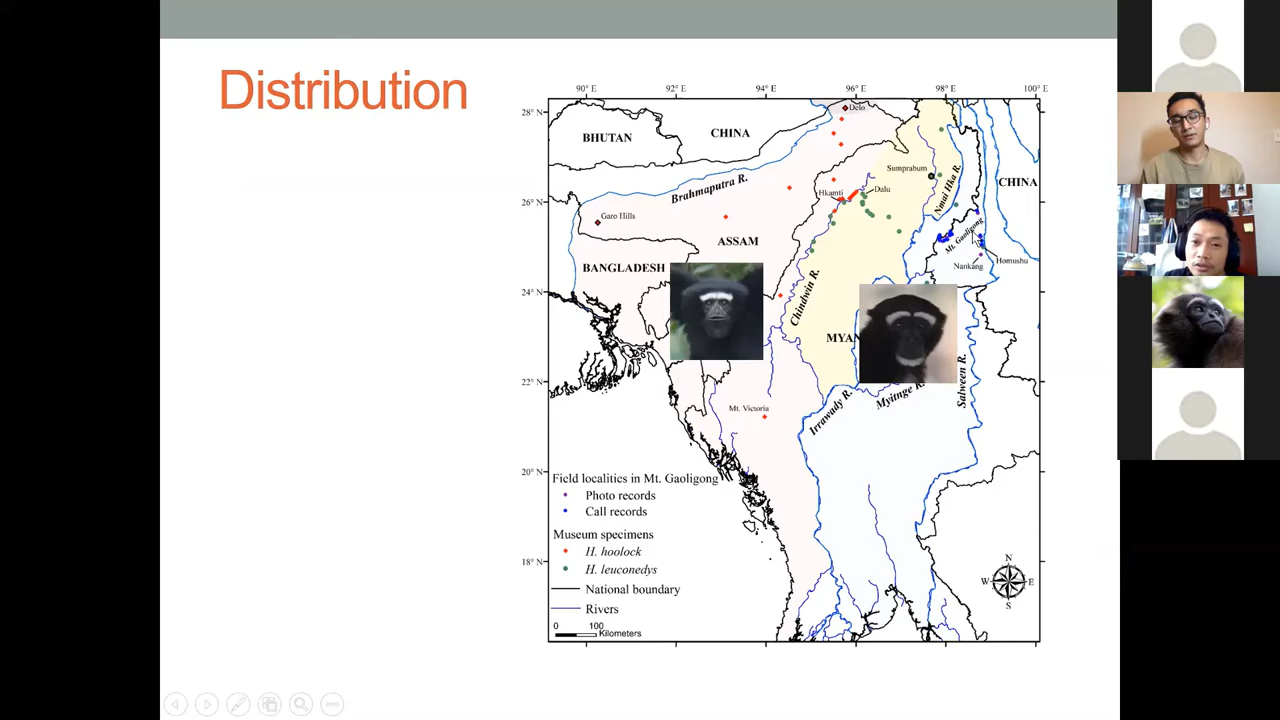 Distribution
90° E
92° E
94° E
96° E
98° E
100° E
28° N
26° N
24° N
22° N
20° N
18° N
BHUTAN
CHINA
Delo
Brahmaputra R.
Sumprabum
Nmai Hka R.
CHINA
Hkamti
Dalu
Garo Hills
ASSAM
Mt. Gaoligong
BANGLADESH
Nankang
Homushu
Chindwin R.
MYAN
Salween R.
Irrawady R.
Myitnge R.
Mt. Victoria
Field localities in Mt. Gaoligong
Photo records
Call records
Museum specimens
H. hoolock
H. leuconedys
National boundary
Rivers
0 100
Kilometers
N
W E
S